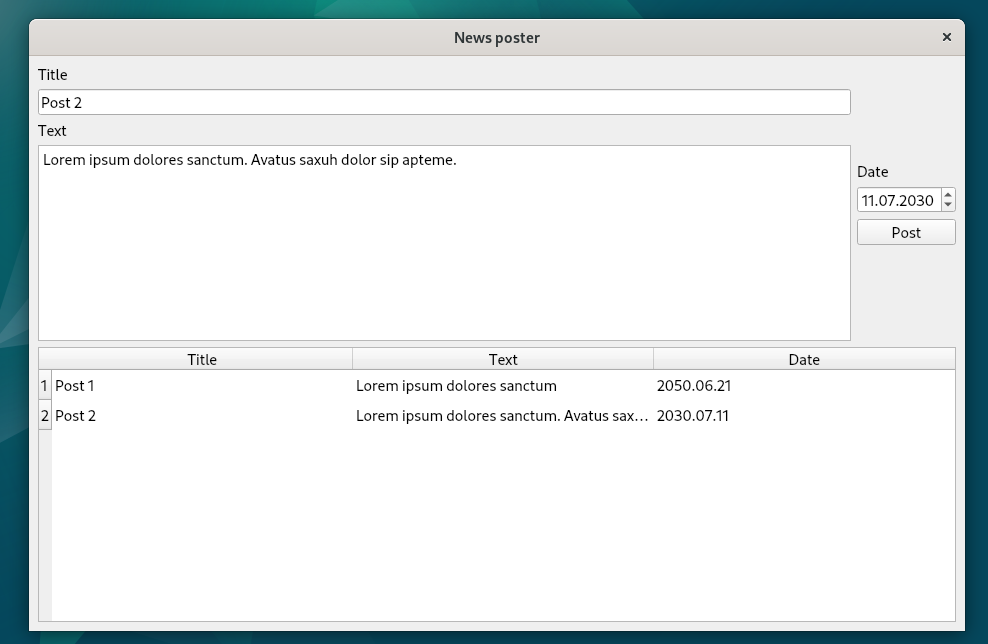 News poster
Title
Post 2
Text
Lorem ipsum dolores sanctum. Avatus saxuh dolor sip apteme.
Date
11.07.2030
Post
Title Text Date
1 Post 1 Lorem ipsum dolores sanctum 2050.06.21
2 Post 2 Lorem ipsum dolores sanctum. Avatus sax... 2030.07.11